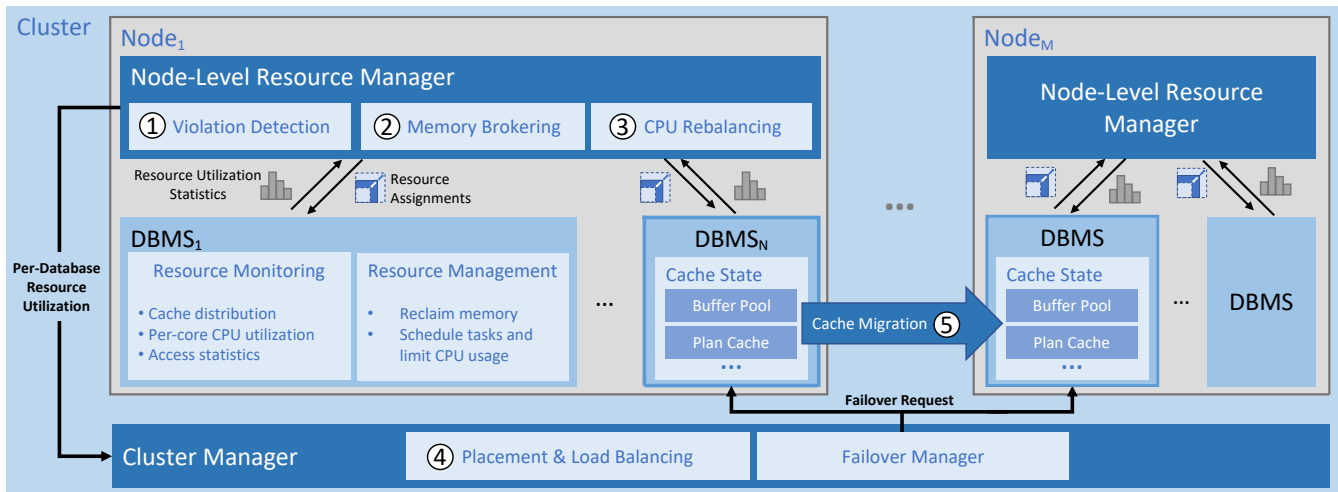 Cluster
Node₁
Node-Level Resource Manager
① Violation Detection
② Memory Brokering
③ CPU Rebalancing
Resource Utilization
Statistics
Resource
Assignments
DBMS₁
Resource Monitoring
• Cache distribution
• Per-core CPU utilization
• Access statistics
Resource Management
• Reclaim memory
• Schedule tasks and
limit CPU usage
...
DBMS_N
Cache State
Buffer Pool
Plan Cache
...
...
Cache Migration ⑤
Node_M
Node-Level Resource
Manager
DBMS
Cache State
Buffer Pool
Plan Cache
...
...
DBMS
Per-Database
Resource
Utilization
Failover Request
Cluster Manager
④ Placement & Load Balancing
Failover Manager